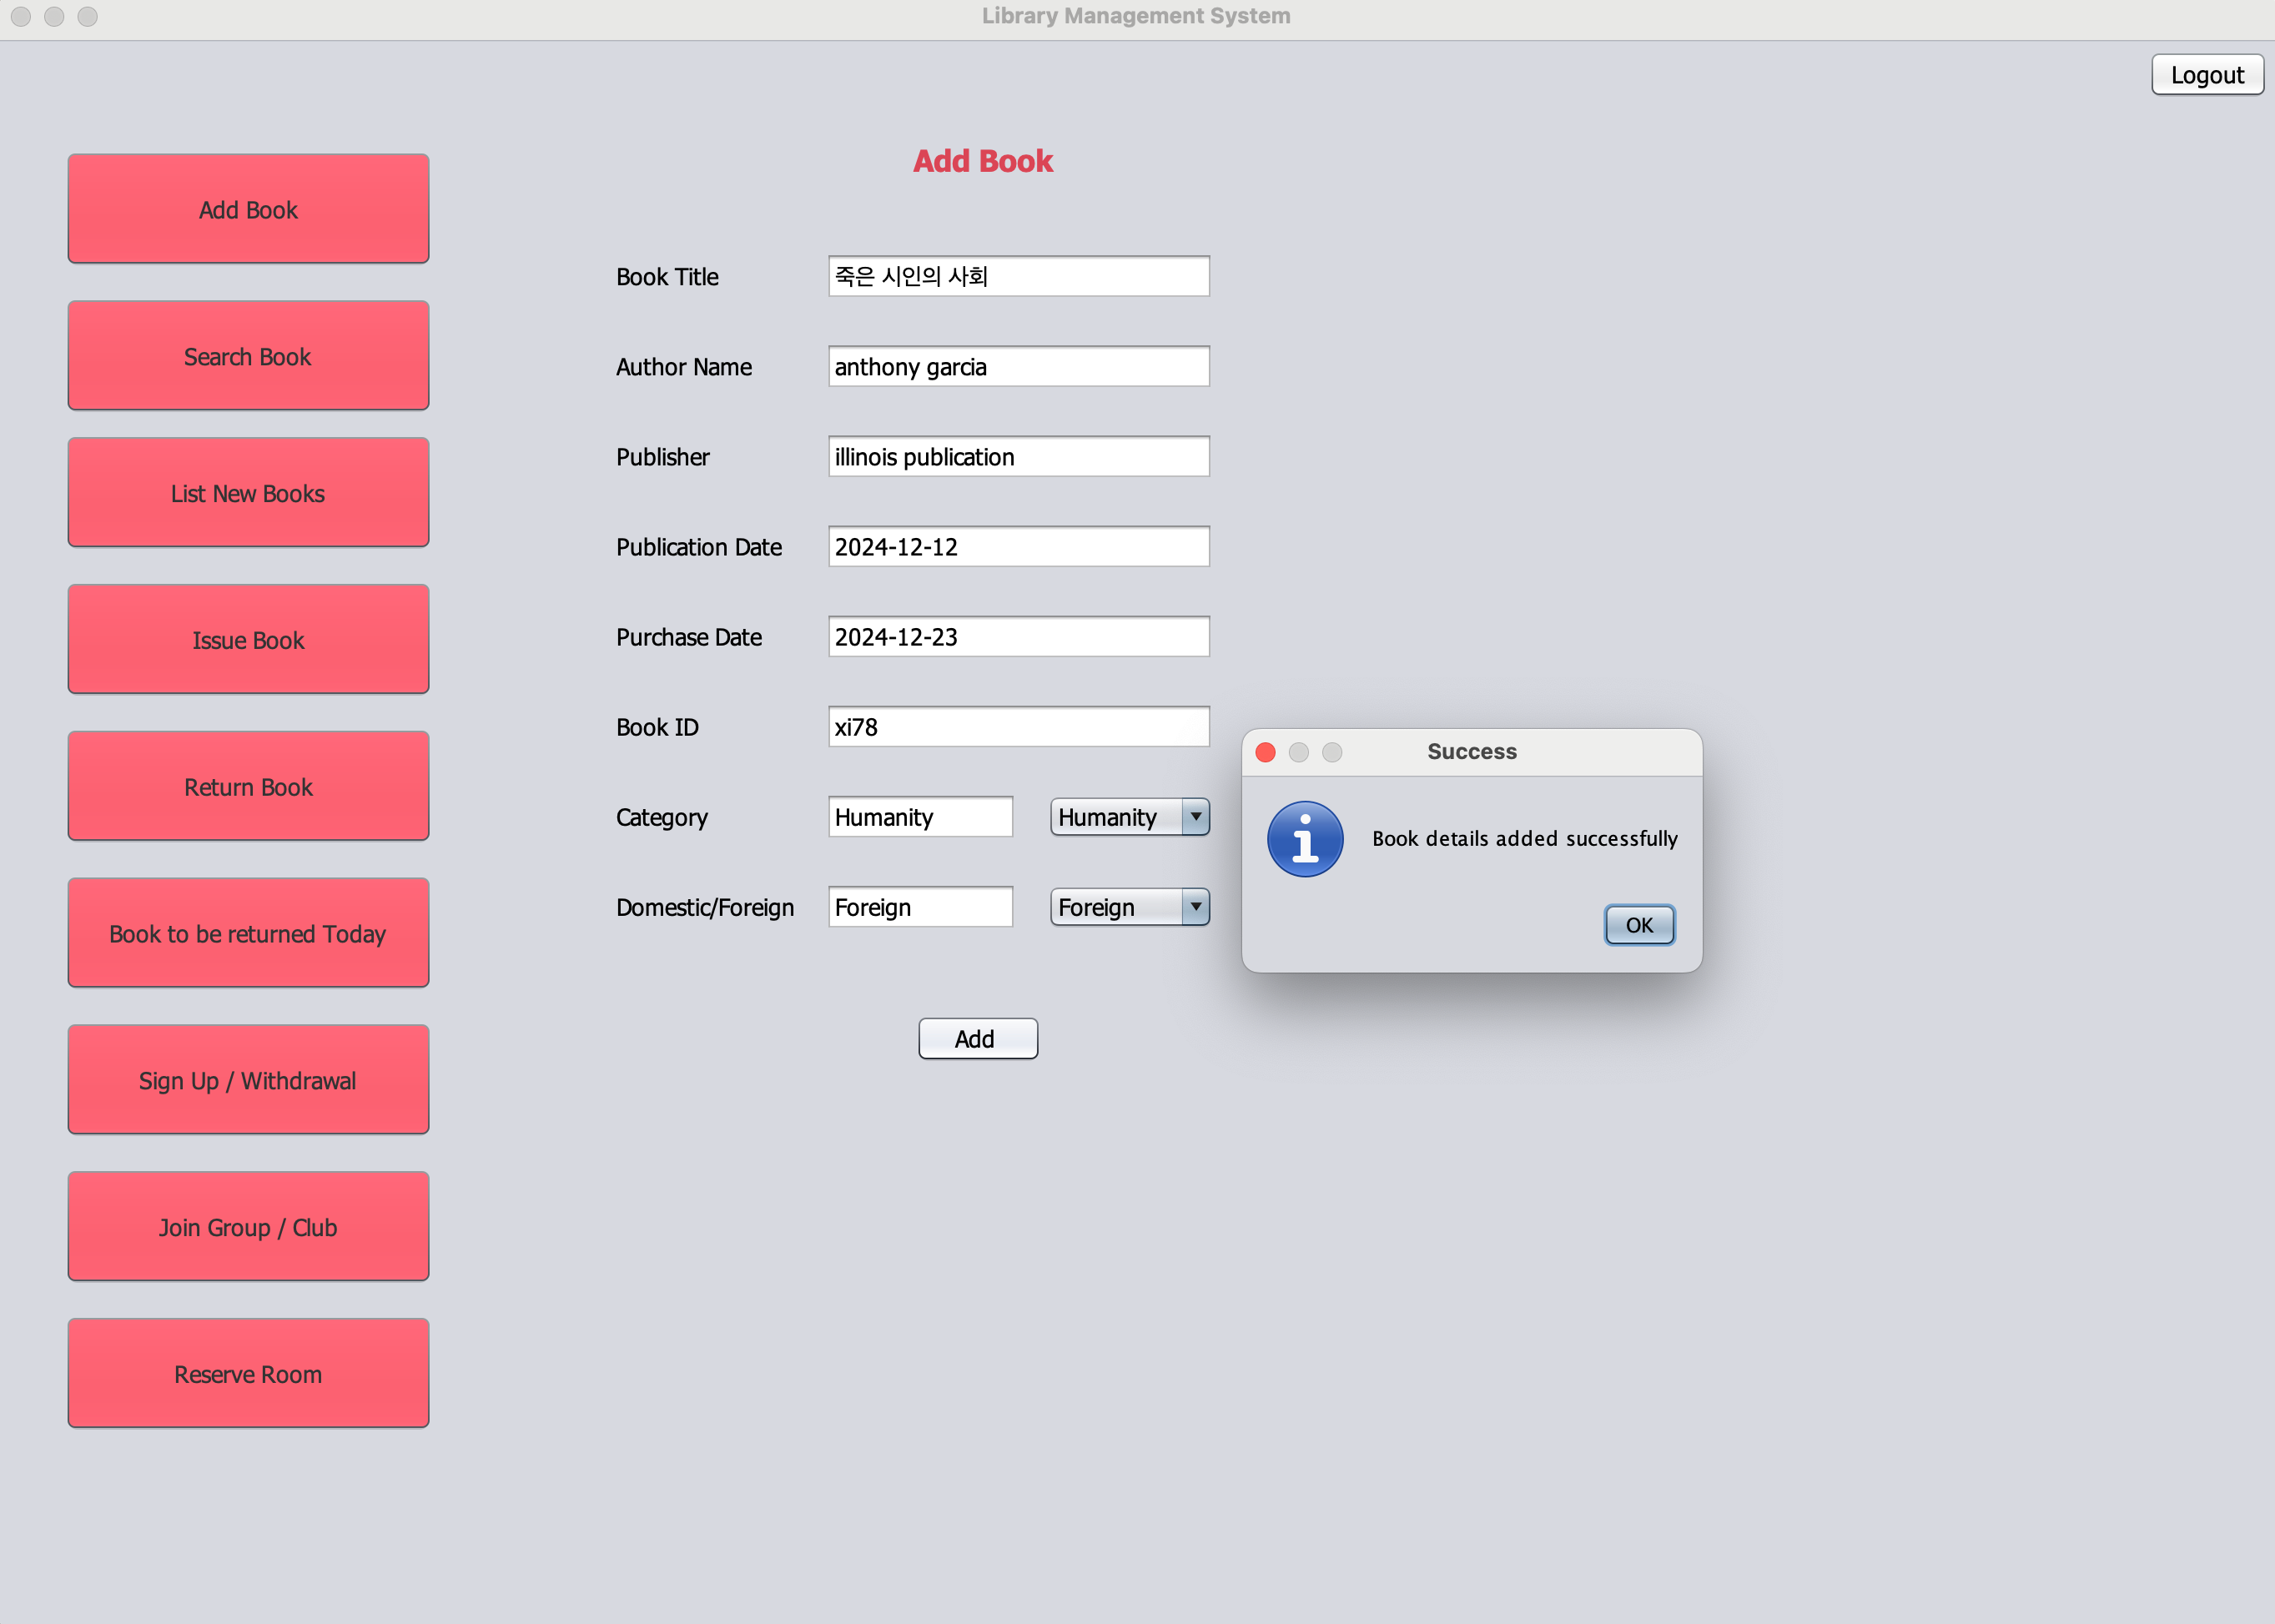 Library Management System
Logout
Add Book
Search Book
List New Books
Issue Book
Return Book
Book to be returned Today
Sign Up / Withdrawal
Join Group / Club
Reserve Room
Add Book
Book Title 죽은 시인의 사회
Author Name anthony garcia
Publisher illinois publication
Publication Date 2024-12-12
Purchase Date 2024-12-23
Book ID xi78
Category Humanity Humanity
Domestic/Foreign Foreign Foreign
Add
Success
Book details added successfully
OK